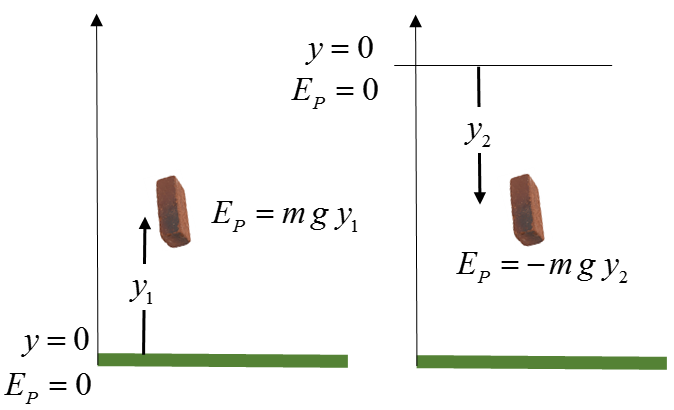 y = 0
E_P = 0
y_2
E_P = m g y_1
E_P = −m g y_2
y_1
y = 0
E_P = 0